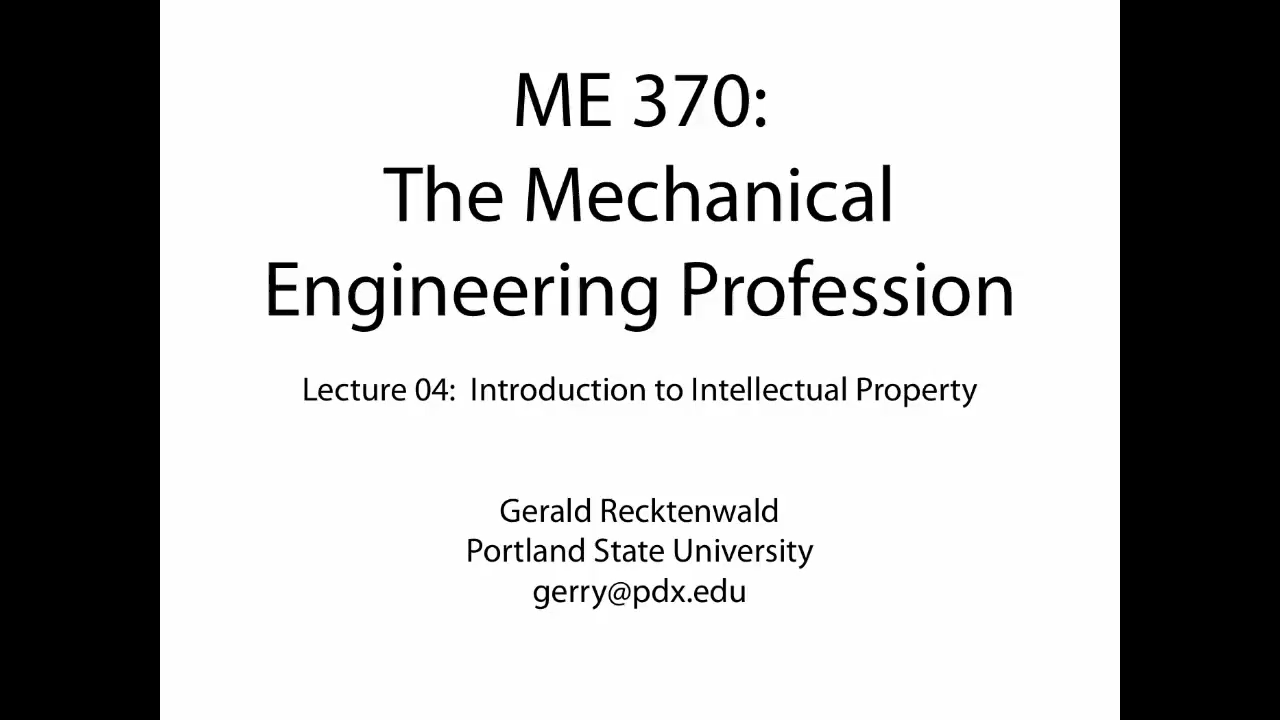 ME 370:
The Mechanical
Engineering Profession
Lecture 04:  Introduction to Intellectual Property
Gerald Recktenwald
Portland State University
gerry@pdx.edu